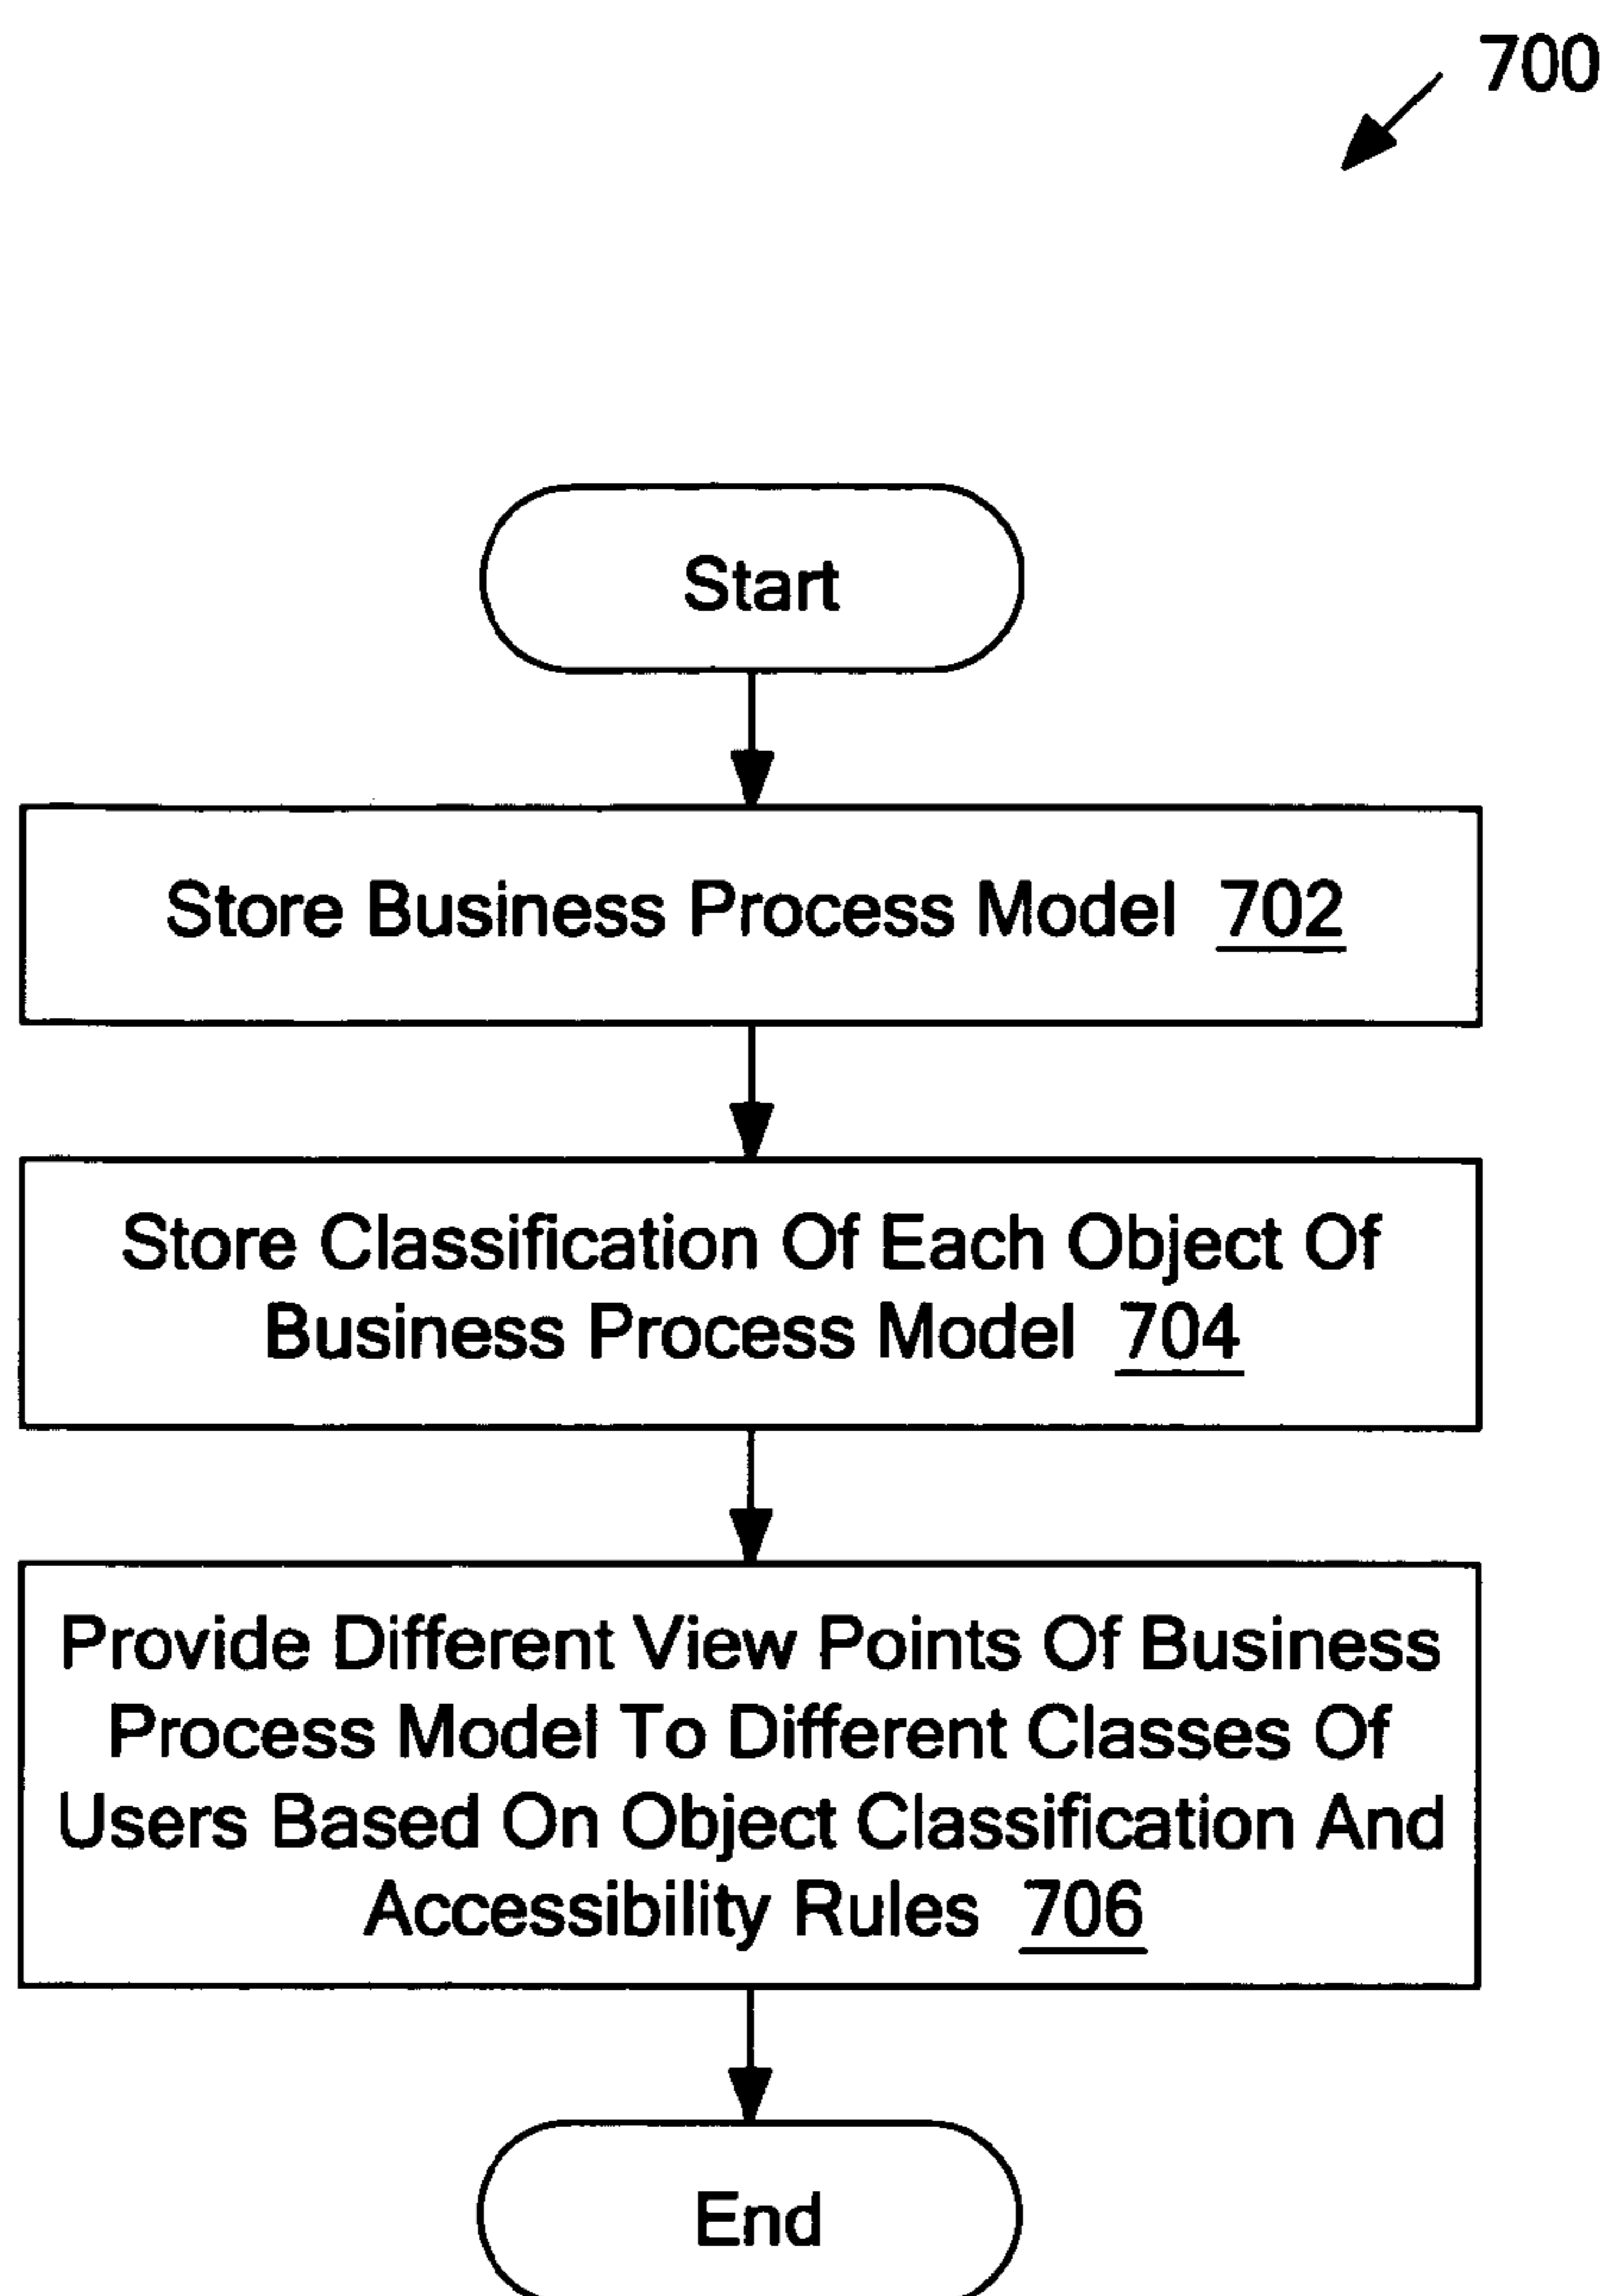 700
Start
Store Business Process Model 702
Store Classification Of Each Object Of
Business Process Model 704
Provide Different View Points Of Business
Process Model To Different Classes Of
Users Based On Object Classification And
Accessibility Rules 706
End